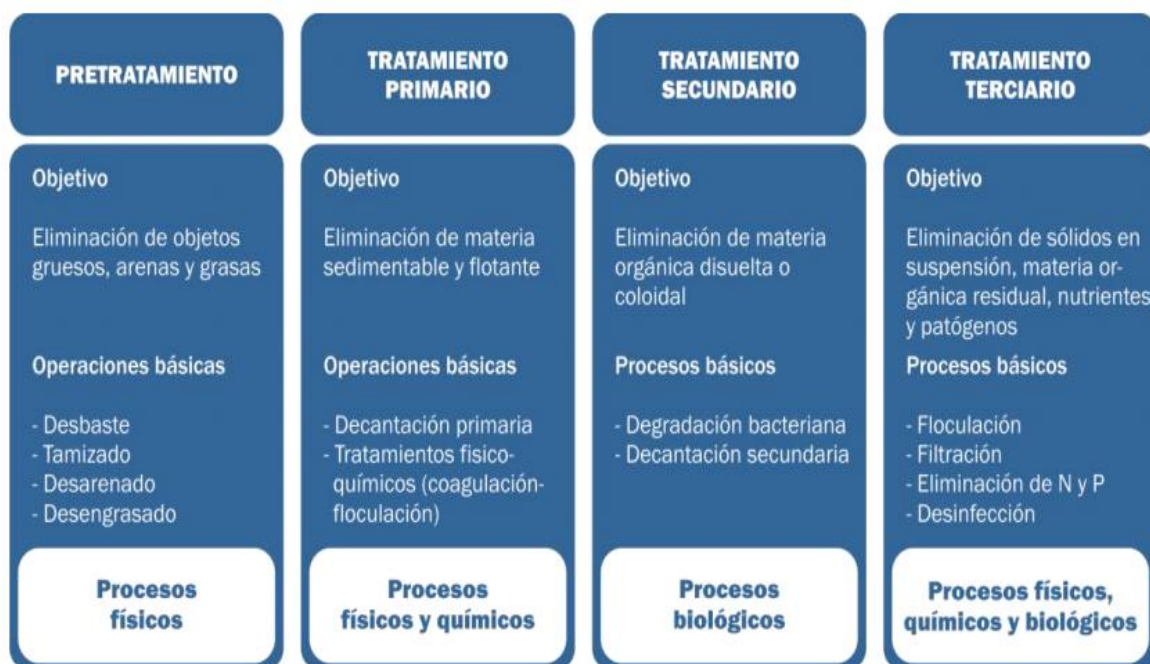 PRETRATAMIENTO
Objetivo
Eliminación de objetos
gruesos, arenas y grasas
Operaciones básicas
- Desbaste
- Tamizado
- Desarenado
- Desengrasado
Procesos
físicos
TRATAMIENTO
PRIMARIO
Objetivo
Eliminación de materia
sedimentable y flotante
Operaciones básicas
- Decantación primaria
- Tratamientos fisico-
químicos (coagulación-
floculación)
Procesos
físicos y químicos
TRATAMIENTO
SECUNDARIO
Objetivo
Eliminación de materia
orgánica disuelta o
coloidal
Procesos básicos
- Degradación bacteriana
- Decantación secundaria
Procesos
biológicos
TRATAMIENTO
TERCIARIO
Objetivo
Eliminación de sólidos en
suspensión, materia or-
gánica residual, nutrientes
y patógenos
Procesos básicos
- Floculación
- Filtración
- Eliminación de N y P
- Desinfección
Procesos físicos,
químicos y biológicos